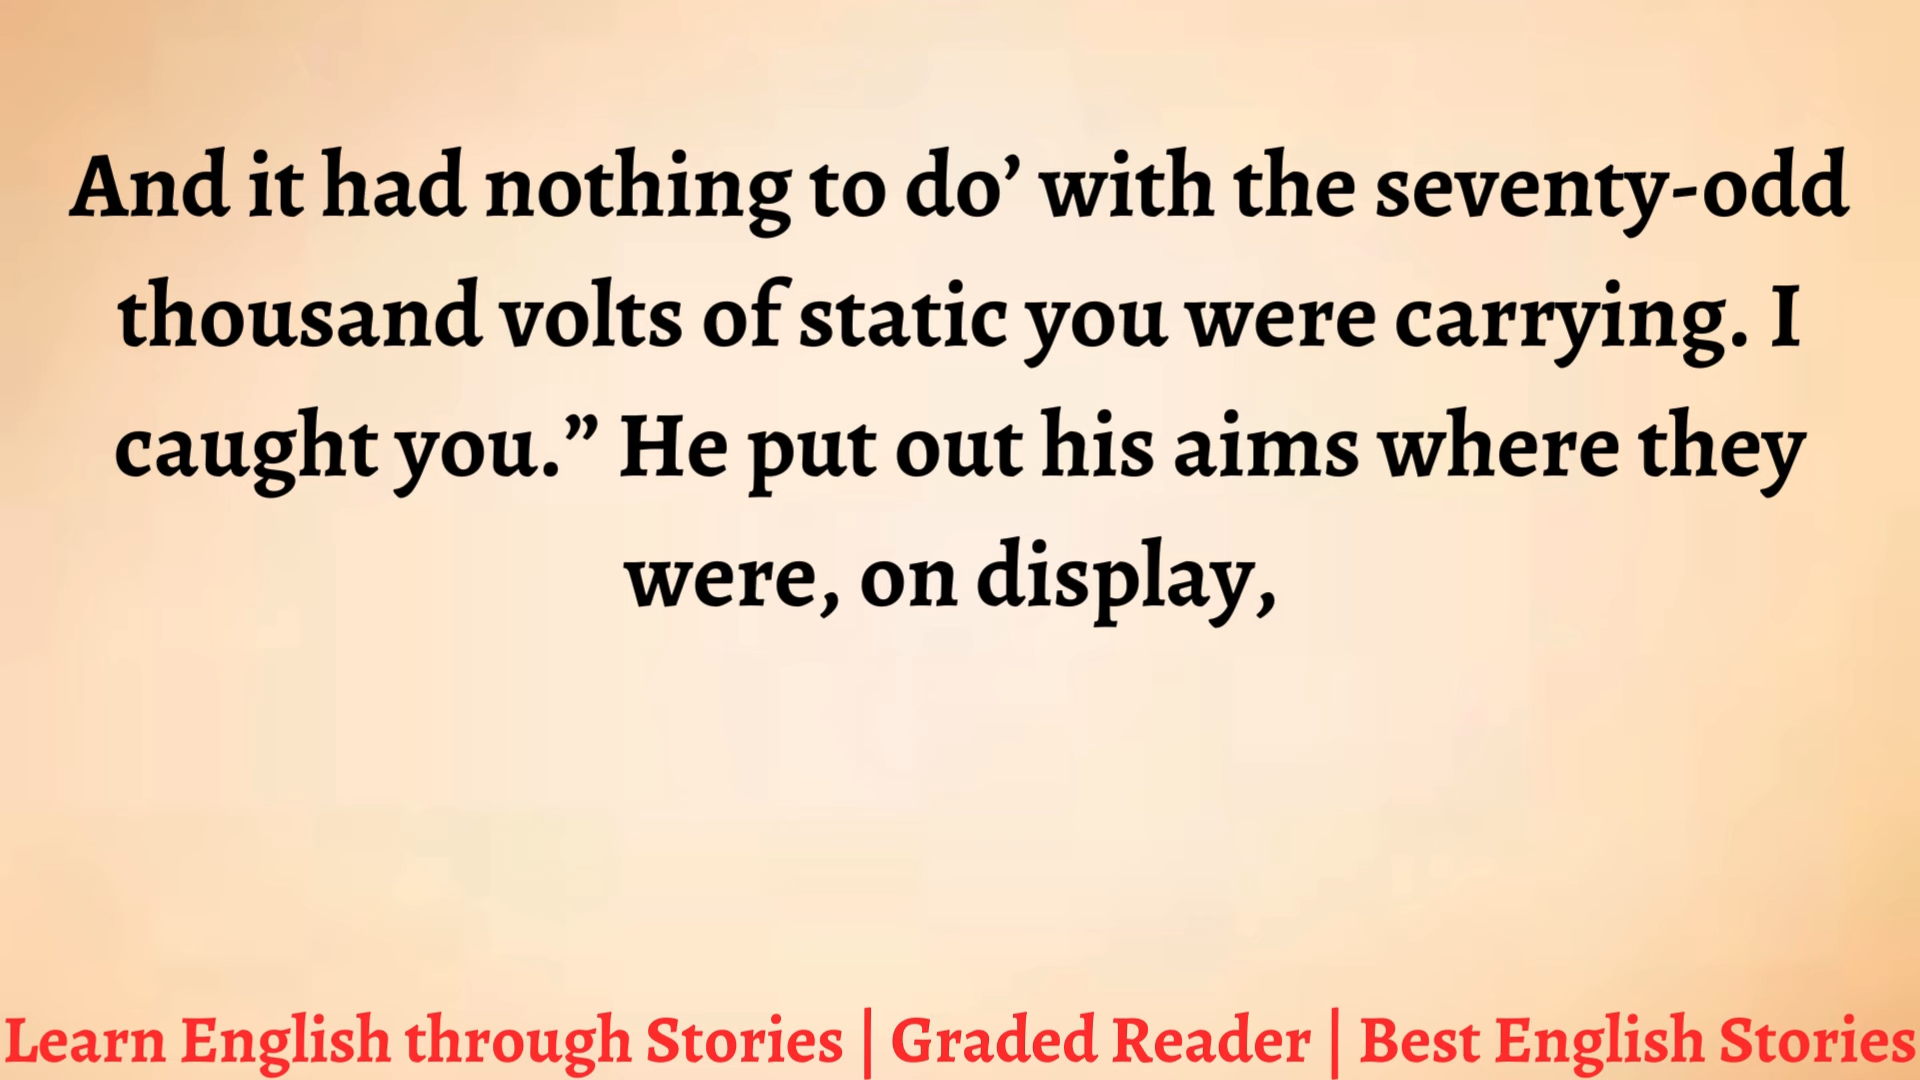 And it had nothing to do’ with the seventy-odd
thousand volts of static you were carrying. I
caught you.” He put out his aims where they
were, on display,
Learn English through Stories | Graded Reader | Best English Stories